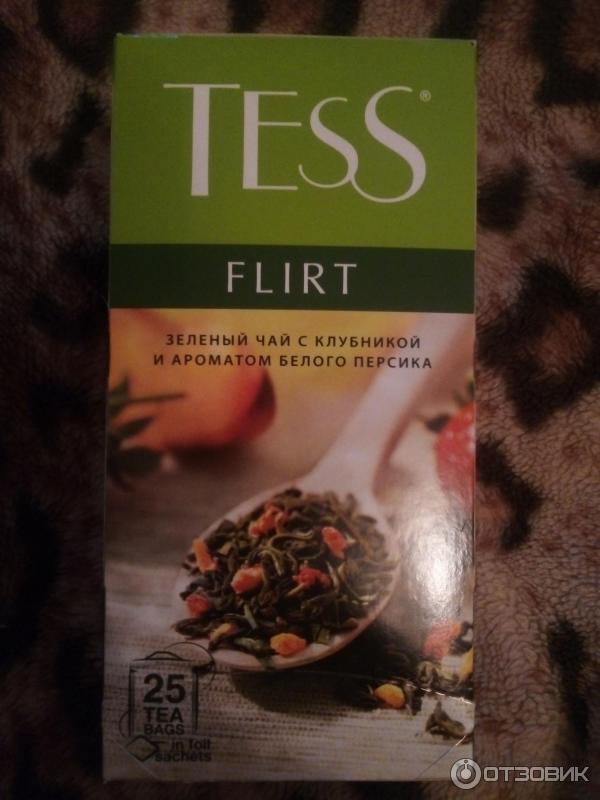 TESS®
FLIRT
ЗЕЛЕНЫЙ ЧАЙ С КЛУБНИКОЙ
И АРОМАТОМ БЕЛОГО ПЕРСИКА
25
TEA
BAGS
in foil
sachets
ОТЗОВИК